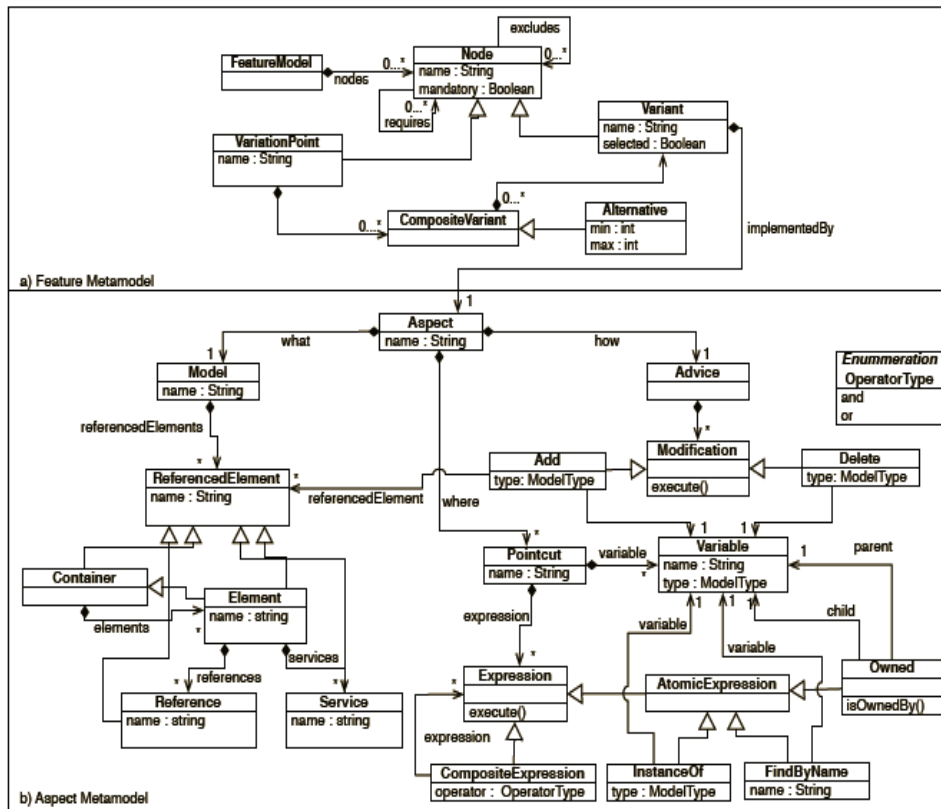 excludes
FeatureModel
Node
0...*
0...*
nodes
name : String
mandatory : Boolean
0...*
requires
Variant
name : String
selected : Boolean
VariationPoint
name : String
0...*
0...*
CompositeVariant
Alternative
min : int
max : int
implementedBy
a) Feature Metamodel
1
Aspect
name : String
what
how
1
1
Model
name : String
Advice
Enummeration
OperatorType
and
or
referencedElements
*
*
Modification
execute()
Add
type: ModelType
Delete
type: ModelType
ReferencedElement
name : String
*
referencedElement
where
*
1
1
Pointcut
name : String
variable
*
Variable
name : String
type : ModelType
1
parent
Container
elements
*
Element
name : string
expression
1
1
1
variable
child
variable
references
services
*
*
*
*
Reference
name : string
Service
name : string
Expression
execute()
AtomicExpression
Owned
isOwnedBy()
expression
CompositeExpression
operator : OperatorType
InstanceOf
type : ModelType
FindByName
name : String
b) Aspect Metamodel